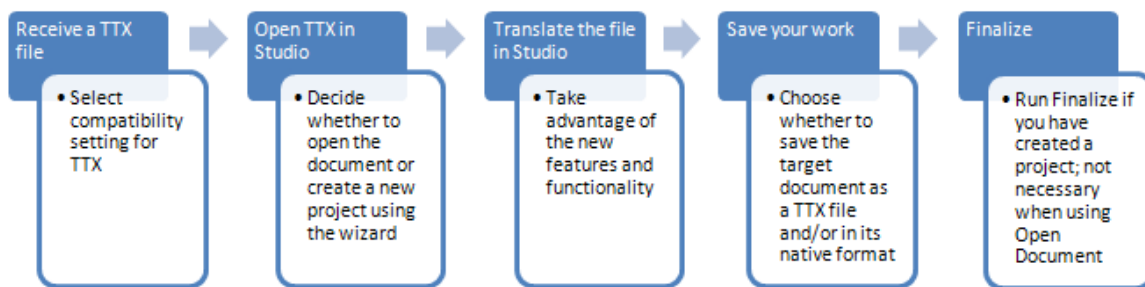 Receive a TTX
file
• Select
compatibility
setting for
TTX
Open TTX in
Studio
• Decide
whether to
open the
document or
create a new
project using
the wizard
Translate the file
in Studio
• Take
advantage of
the new
features and
functionality
Save your work
• Choose
whether to
save the
target
document as
a TTX file
and/or in its
native format
Finalize
• Run Finalize if
you have
created a
project; not
necessary
when using
Open
Document